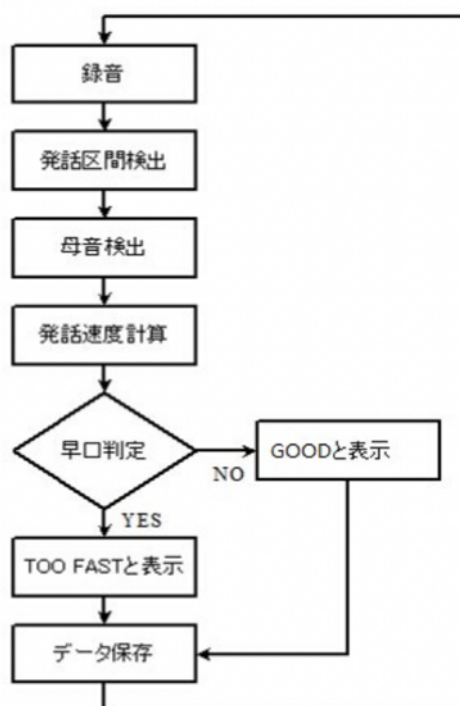 録音
発話区間検出
母音検出
発話速度計算
早口判定
NO
GOODと表示
YES
TOO FASTと表示
データ保存